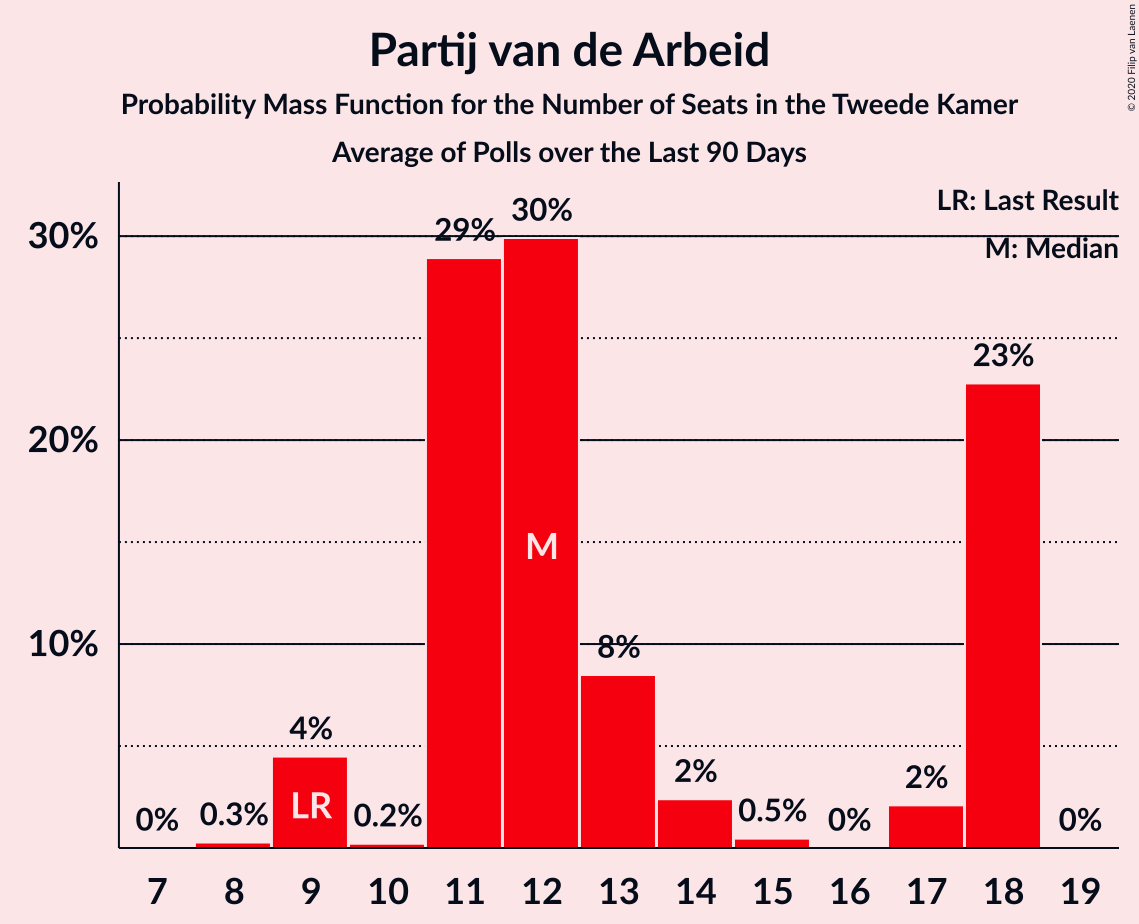 Partij van de Arbeid
Probability Mass Function for the Number of Seats in the Tweede Kamer
Average of Polls over the Last 90 Days
© 2020 Filip van Laenen
LR: Last Result
M: Median
30%
20%
10%
0%
0.3%
4%
0.2%
29%
30%
8%
2%
0.5%
0%
2%
23%
0%
LR
M
7 8 9 10 11 12 13 14 15 16 17 18 19